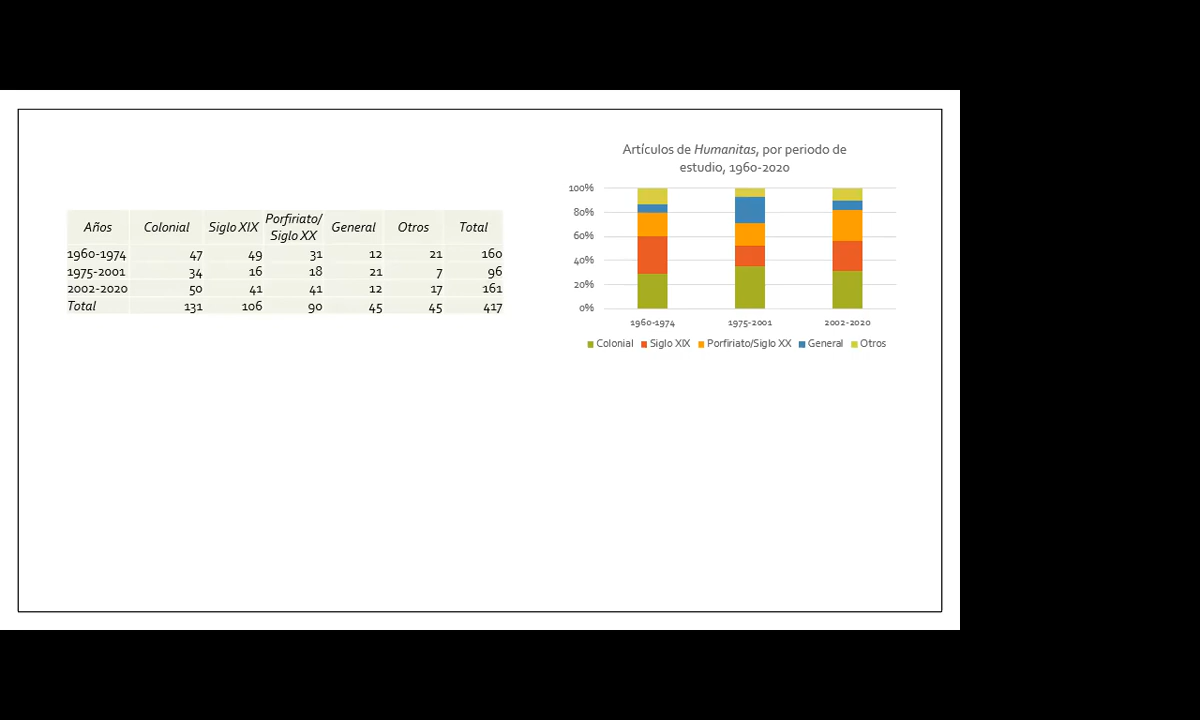 Años Colonial Siglo XIX Porfiriato/ Siglo XX General Otros Total
1960-1974 47 49 31 12 21 160
1975-2001 34 16 18 21 7 96
2002-2020 50 41 41 12 17 161
Total 131 106 90 45 45 417
Artículos de Humanitas, por periodo de
estudio, 1960-2020
100%
80%
60%
40%
20%
0%
1960-1974 1975-2001 2002-2020
Colonial Siglo XIX Porfiriato/Siglo XX General Otros